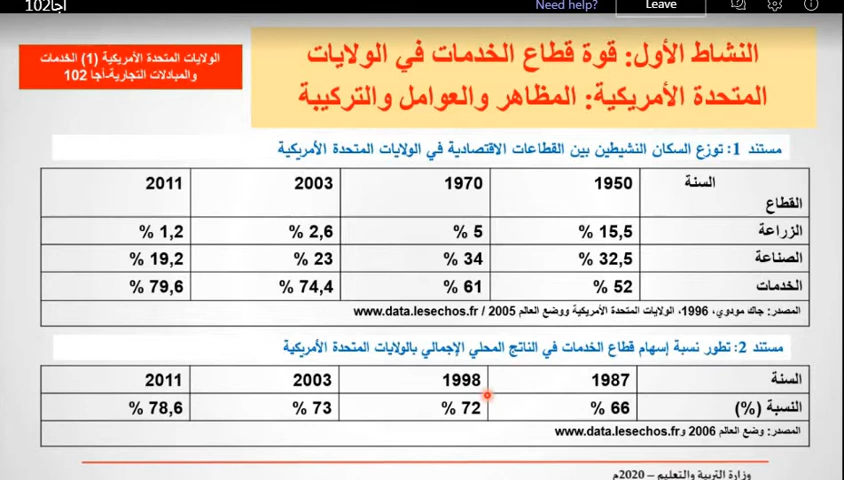 أجا102
Need help?
Leave
النشاط الأول: قوة قطاع الخدمات في الولايات
المتحدة الأمريكية: المظاهر والعوامل والتركيبة
الولايات المتحدة الأمريكية (1) الخدمات
والمبادلات التجارية-أجا 102
مستند 1: توزع السكان النشيطين بين القطاعات الاقتصادية في الولايات المتحدة الأمريكية
السنة 1950 1970 2003 2011
القطاع
الزراعة 15,5 % 5 % 2,6 % 1,2 %
الصناعة 32,5 % 34 % 23 % 19,2 %
الخدمات 52 % 61 % 74,4 % 79,6 %
المصدر: جاك مودوي، 1996، الولايات المتحدة الأمريكية ووضع العالم 2005 / www.data.lesechos.fr
مستند 2: تطور نسبة إسهام قطاع الخدمات في الناتج المحلي الإجمالي بالولايات المتحدة الأمريكية
السنة 1987 1998 2003 2011
النسبة (%) 66 % 72 % 73 % 78,6 %
المصدر: وضع العالم 2006 وwww.data.lesechos.fr
وزارة التربية والتعليم – 2020م